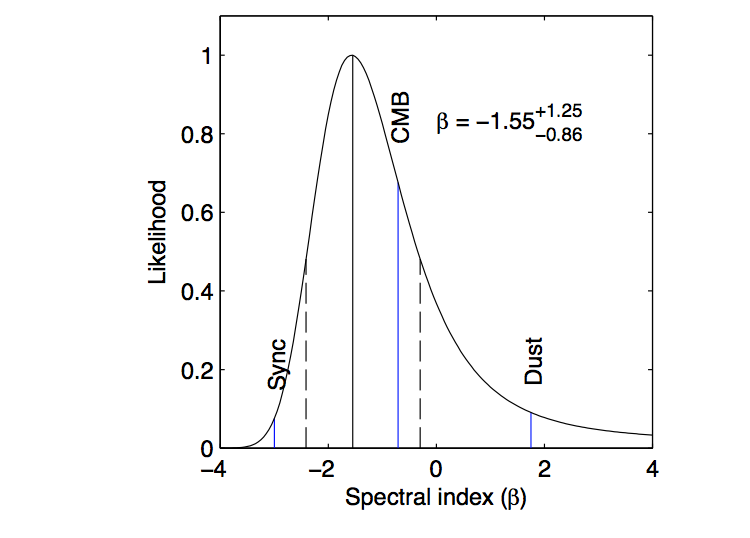 1
0.8
0.6
0.4
0.2
0
Likelihood
CMB
β = −1.55+1.25−0.86
Sync
Dust
−4 −2 0 2 4
Spectral index (β)